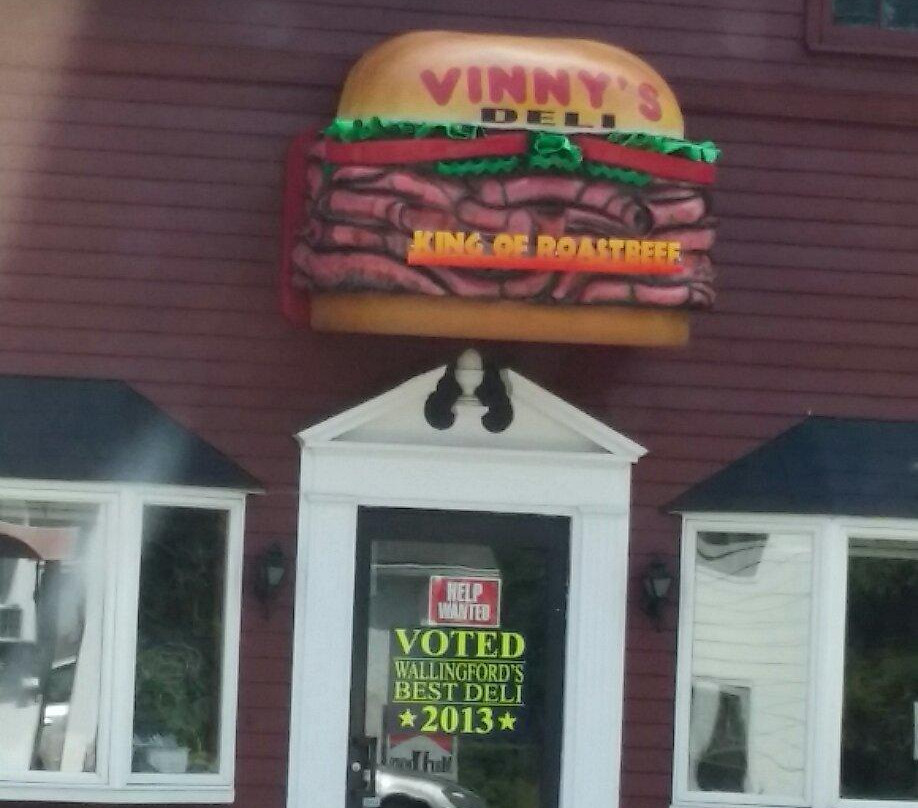 VINNY'S
DELI
KING OF ROASTBEEF
HELP
WANTED
VOTED
WALLINGFORD'S
BEST DELI
★2013★